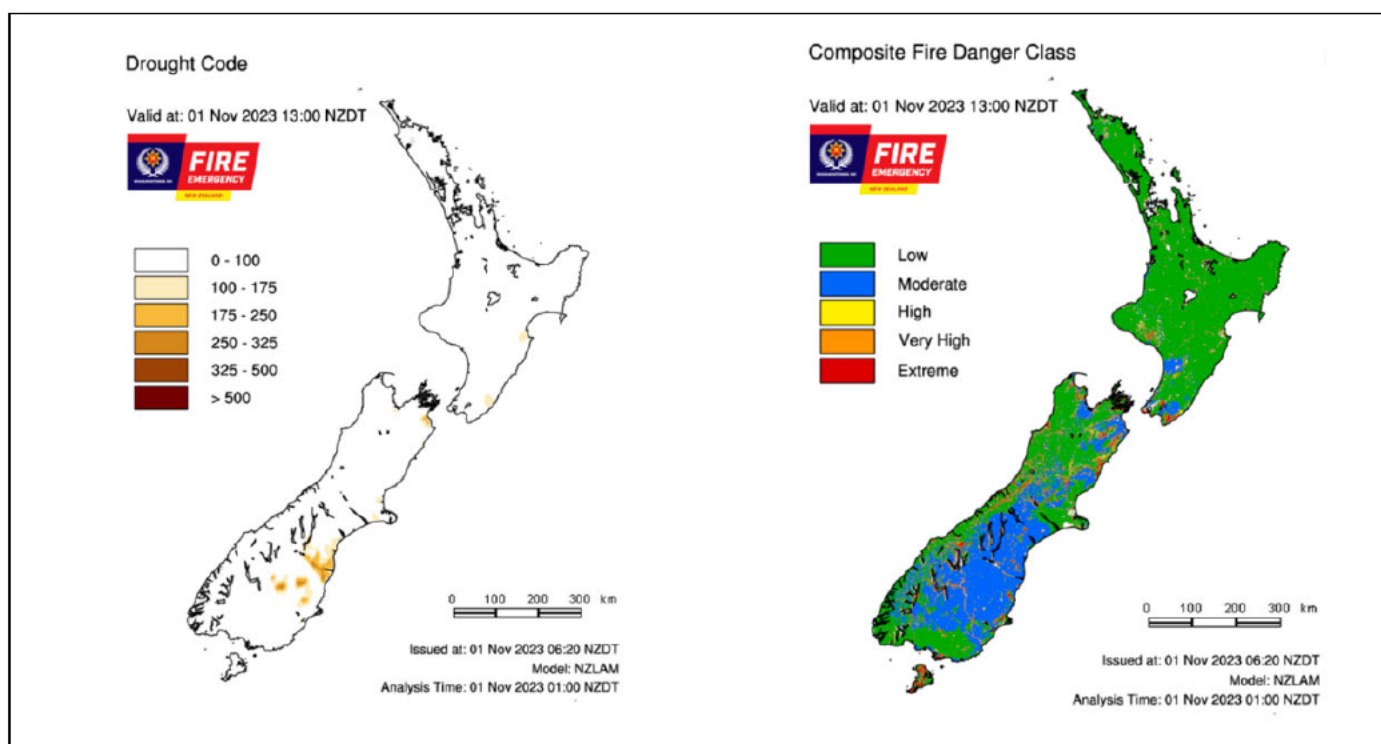 Drought Code
Valid at: 01 Nov 2023 13:00 NZDT
FIRE
EMERGENCY
NEW ZEALAND
0 - 100
100 - 175
175 - 250
250 - 325
325 - 500
> 500
0 100 200 300 km
Issued at: 01 Nov 2023 06:20 NZDT
Model: NZLAM
Analysis Time: 01 Nov 2023 01:00 NZDT
Composite Fire Danger Class
Valid at: 01 Nov 2023 13:00 NZDT
FIRE
EMERGENCY
NEW ZEALAND
Low
Moderate
High
Very High
Extreme
0 100 200 300 km
Issued at: 01 Nov 2023 06:20 NZDT
Model: NZLAM
Analysis Time: 01 Nov 2023 01:00 NZDT